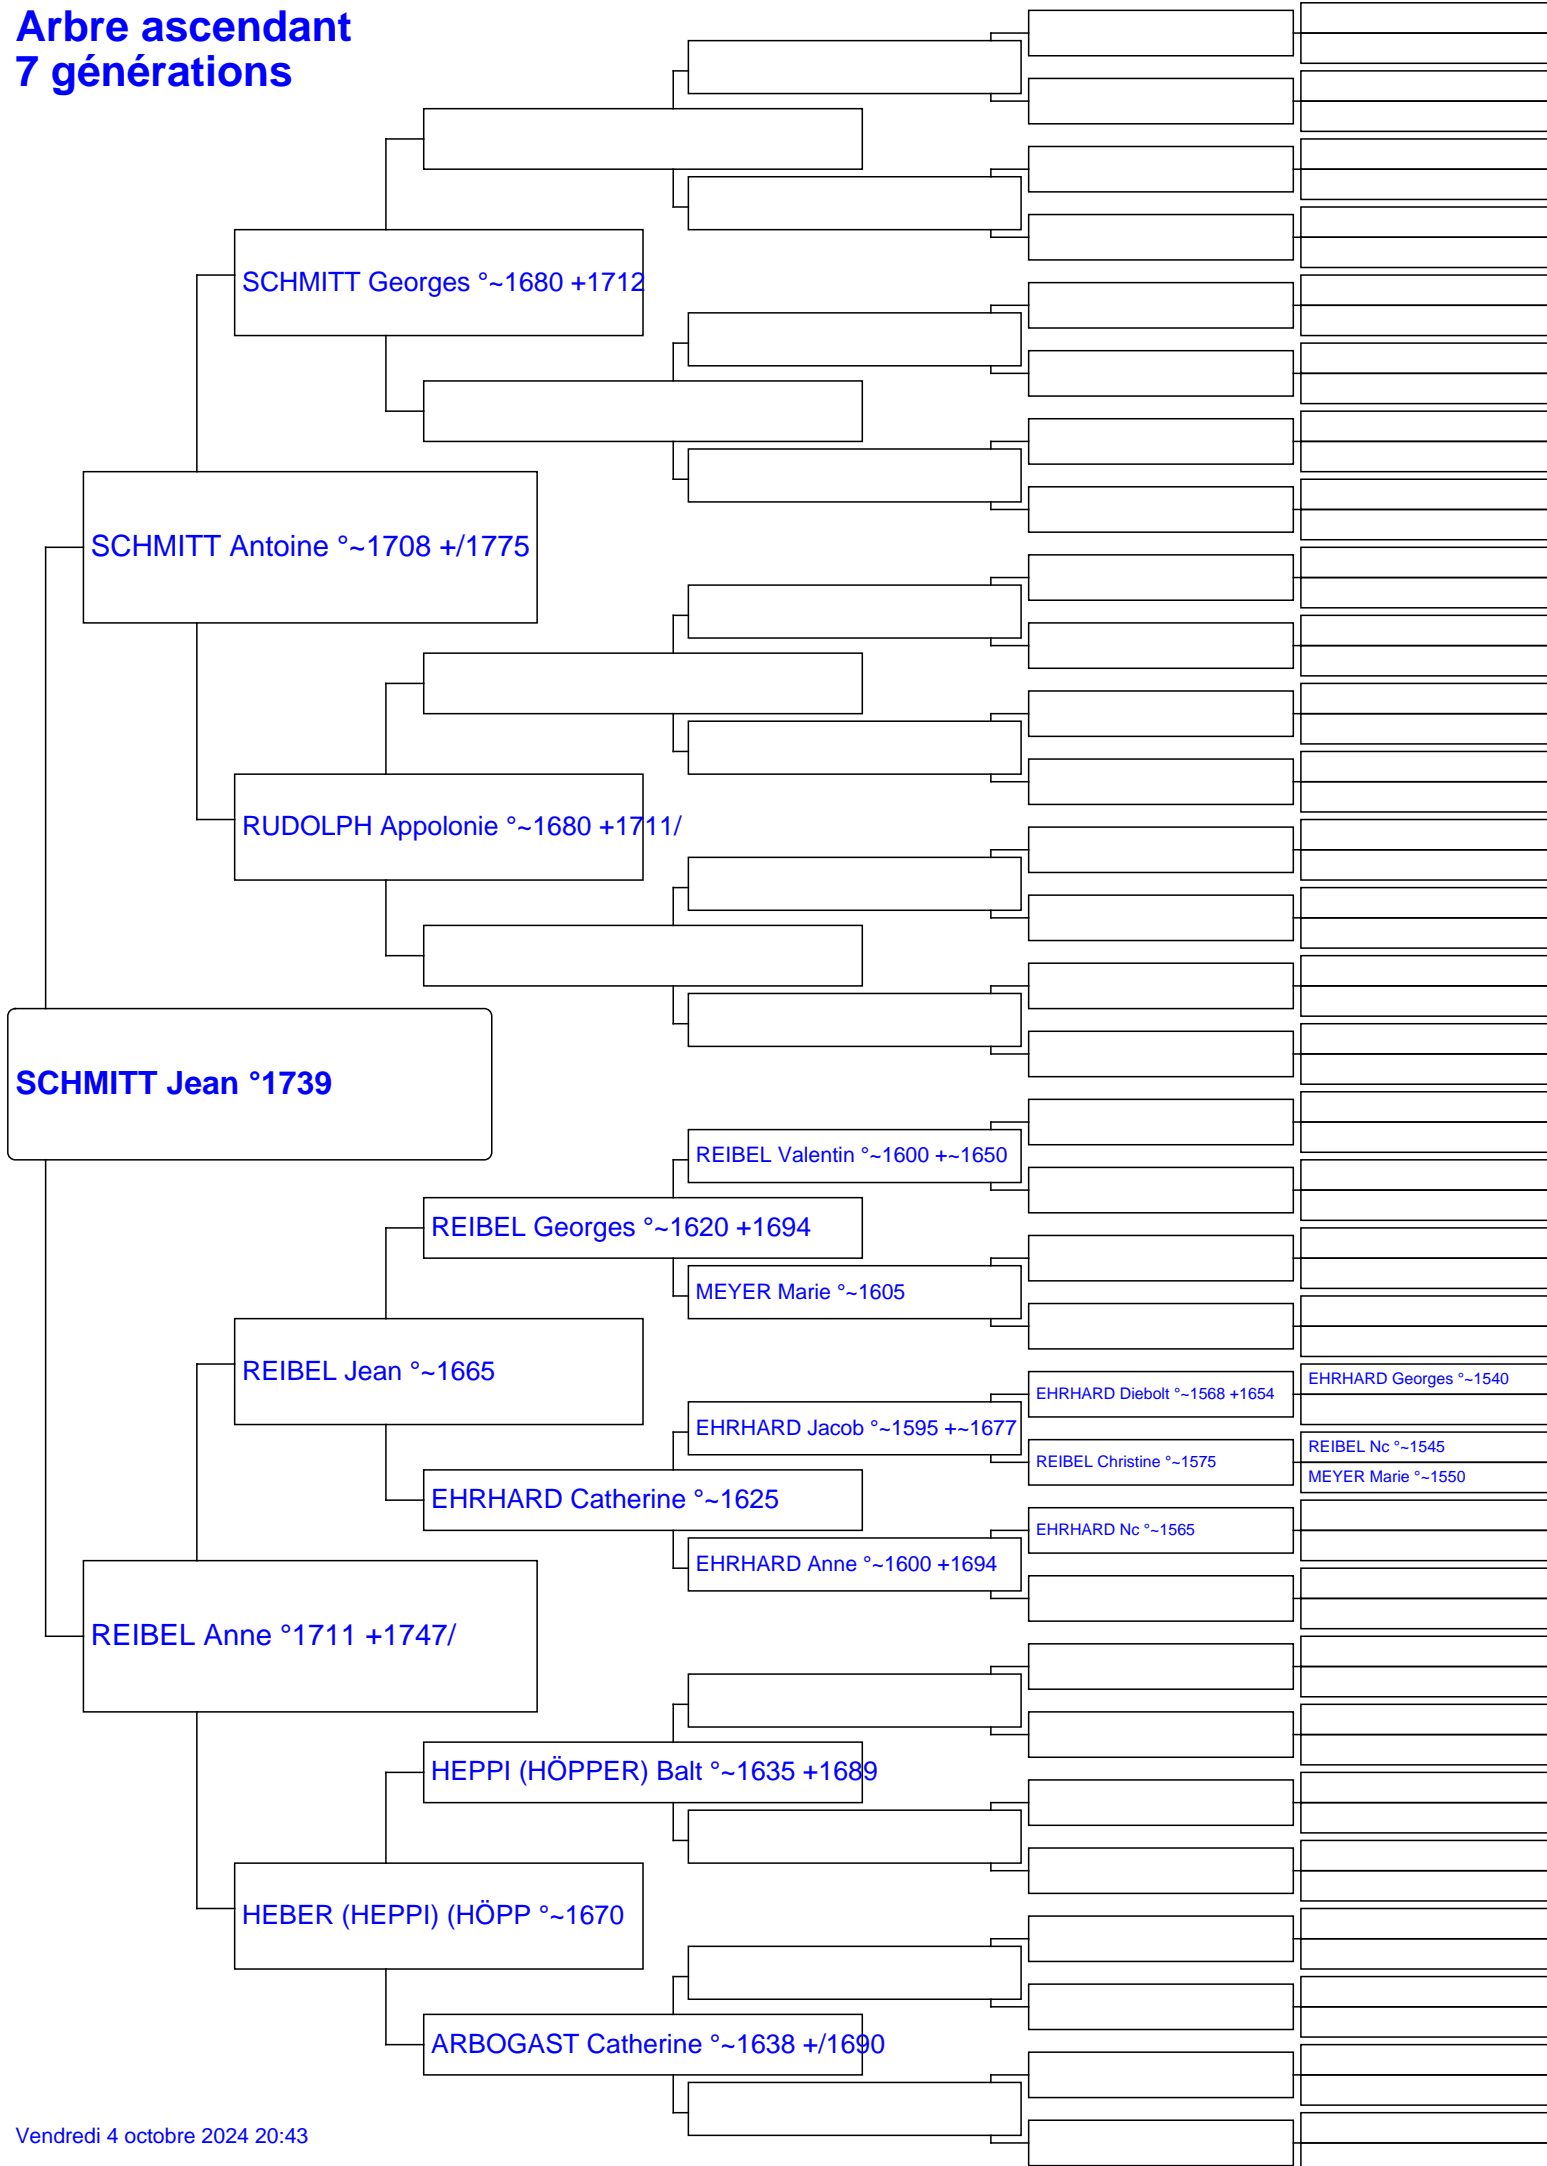 Arbre ascendant
7 générations
SCHMITT Georges °~1680 +1712
SCHMITT Antoine °~1708 +/1775
RUDOLPH Appolonie °~1680 +1711/
SCHMITT Jean °1739
REIBEL Valentin °~1600 +~1650
REIBEL Georges °~1620 +1694
MEYER Marie °~1605
REIBEL Jean °~1665
EHRHARD Georges °~1540
EHRHARD Diebolt °~1568 +1654
EHRHARD Jacob °~1595 +~1677
REIBEL Nc °~1545
REIBEL Christine °~1575
MEYER Marie °~1550
EHRHARD Catherine °~1625
EHRHARD Nc °~1565
EHRHARD Anne °~1600 +1694
REIBEL Anne °1711 +1747/
HEPPI (HÖPPER) Balt °~1635 +1689
HEBER (HEPPI) (HÖPP °~1670
ARBOGAST Catherine °~1638 +/1690
Vendredi 4 octobre 2024 20:43